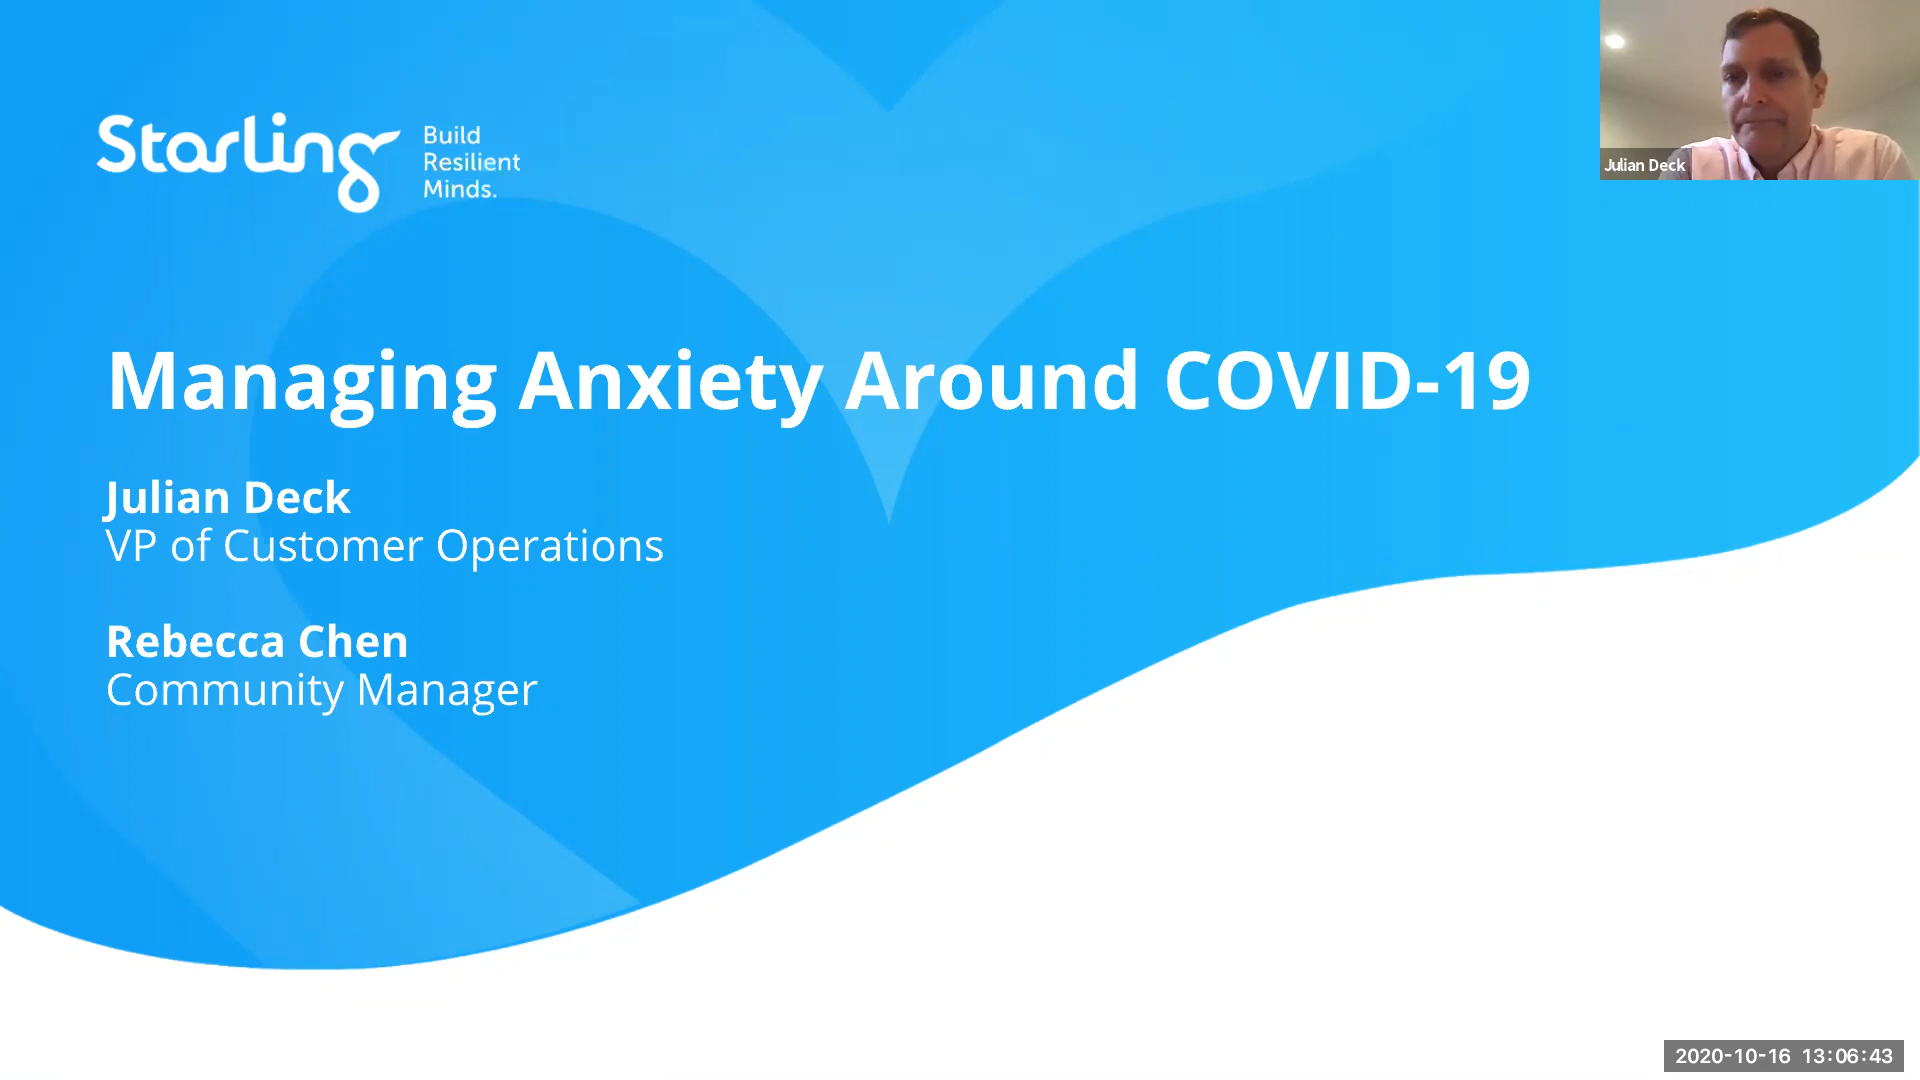 Starling
Build
Resilient
Minds.
Julian Deck
Managing Anxiety Around COVID-19
Julian Deck
VP of Customer Operations
Rebecca Chen
Community Manager
2020-10-16 13:06:43